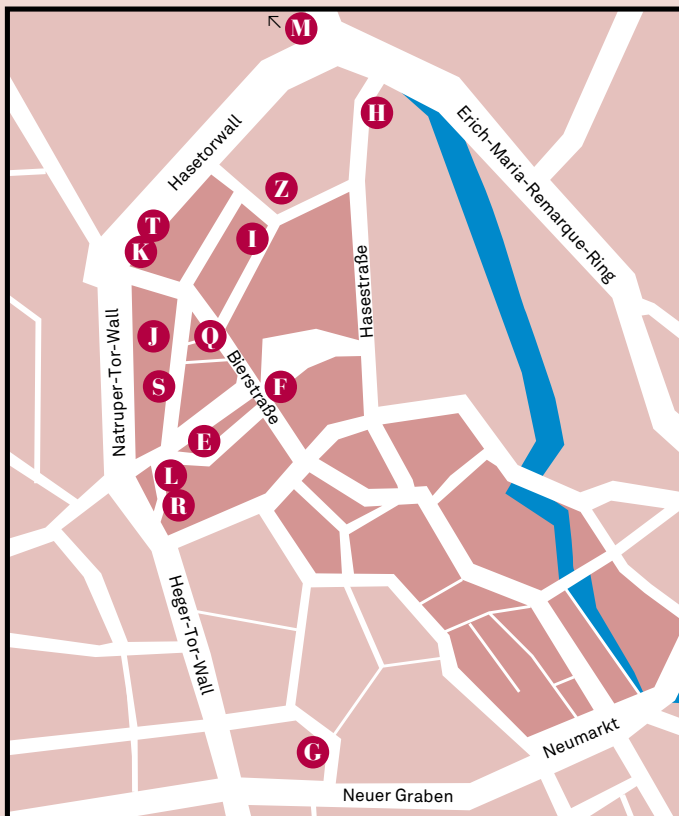 M
H
Erich-Maria-Remarque-Ring
Hasetorwall
Z
T
I
K
Hasestraße
Natruper-Tor-Wall
J
Q
Bierstraße
S
F
E
L
R
Heger-Tor-Wall
Neumarkt
G
Neuer Graben